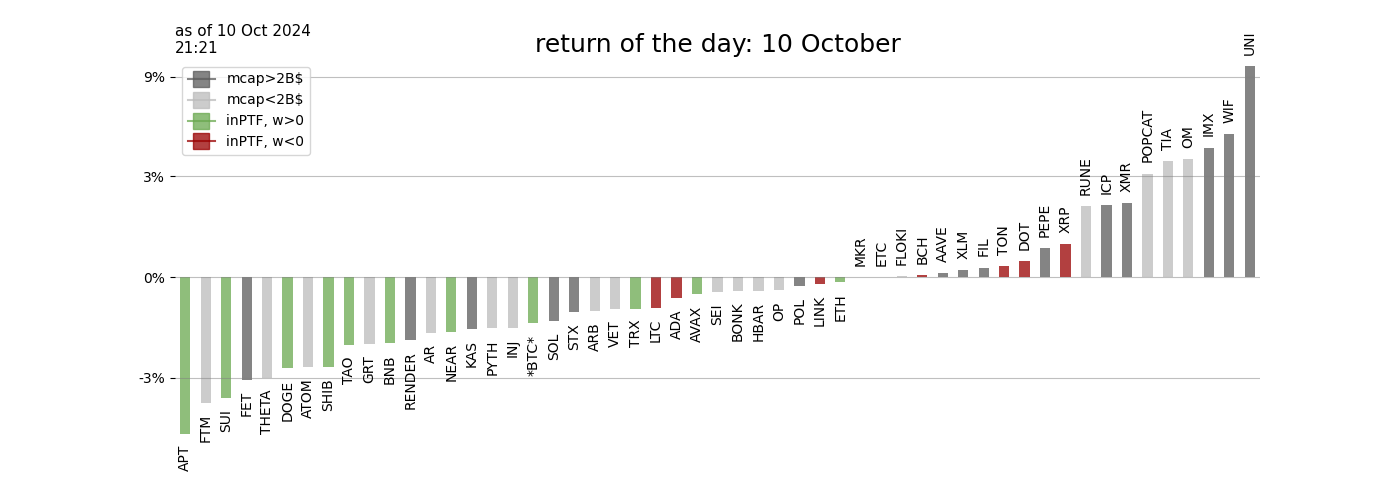 as of 10 Oct 2024
21:21
return of the day: 10 October
mcap>2B$
mcap<2B$
inPTF, w>0
inPTF, w<0
9%
3%
0%
-3%
APT
FTM
SUI
FET
THETA
DOGE
ATOM
SHIB
TAO
GRT
BNB
RENDER
AR
NEAR
KAS
PYTH
INJ
*BTC*
SOL
STX
ARB
VET
TRX
LTC
ADA
AVAX
SEI
BONK
HBAR
OP
POL
LINK
ETH
MKR
ETC
FLOKI
BCH
AAVE
XLM
FIL
TON
DOT
PEPE
XRP
RUNE
ICP
XMR
POPCAT
TIA
OM
IMX
WIF
UNI